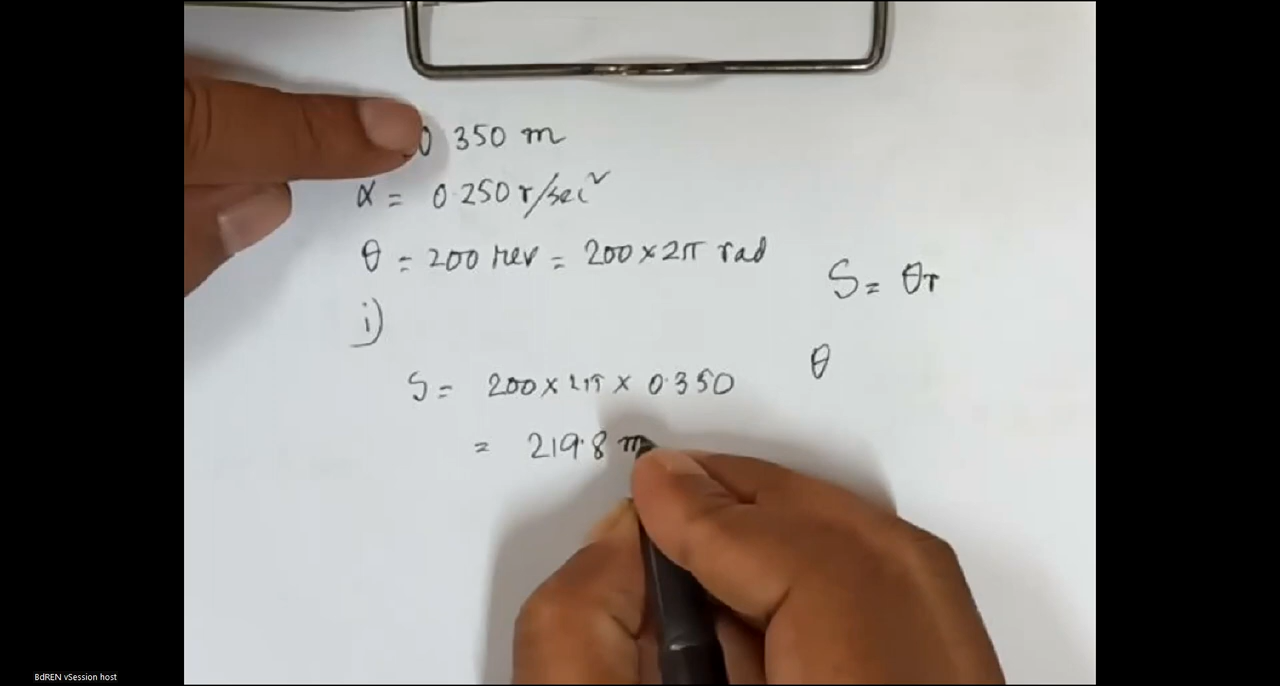 0 350 m
α = 0.250 r/sec²
θ = 200 rev = 200 × 2π rad
S = θr
i)
θ
S = 200 × 2π × 0.350
= 219.8 m
BdREN vSession host